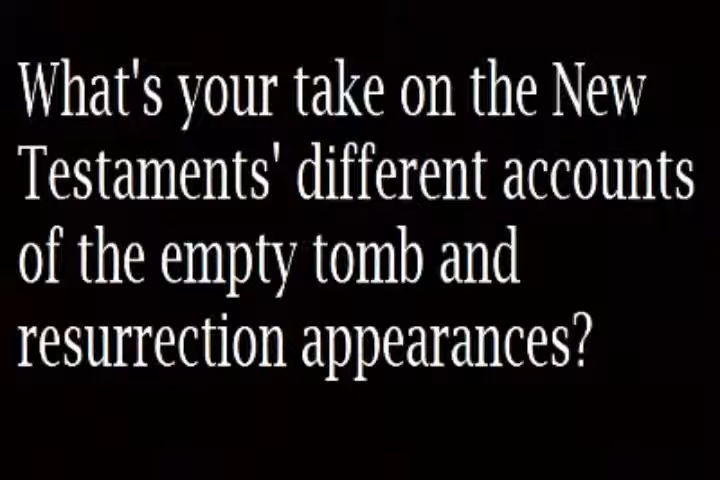 What's your take on the New
Testaments' different accounts
of the empty tomb and
resurrection appearances?